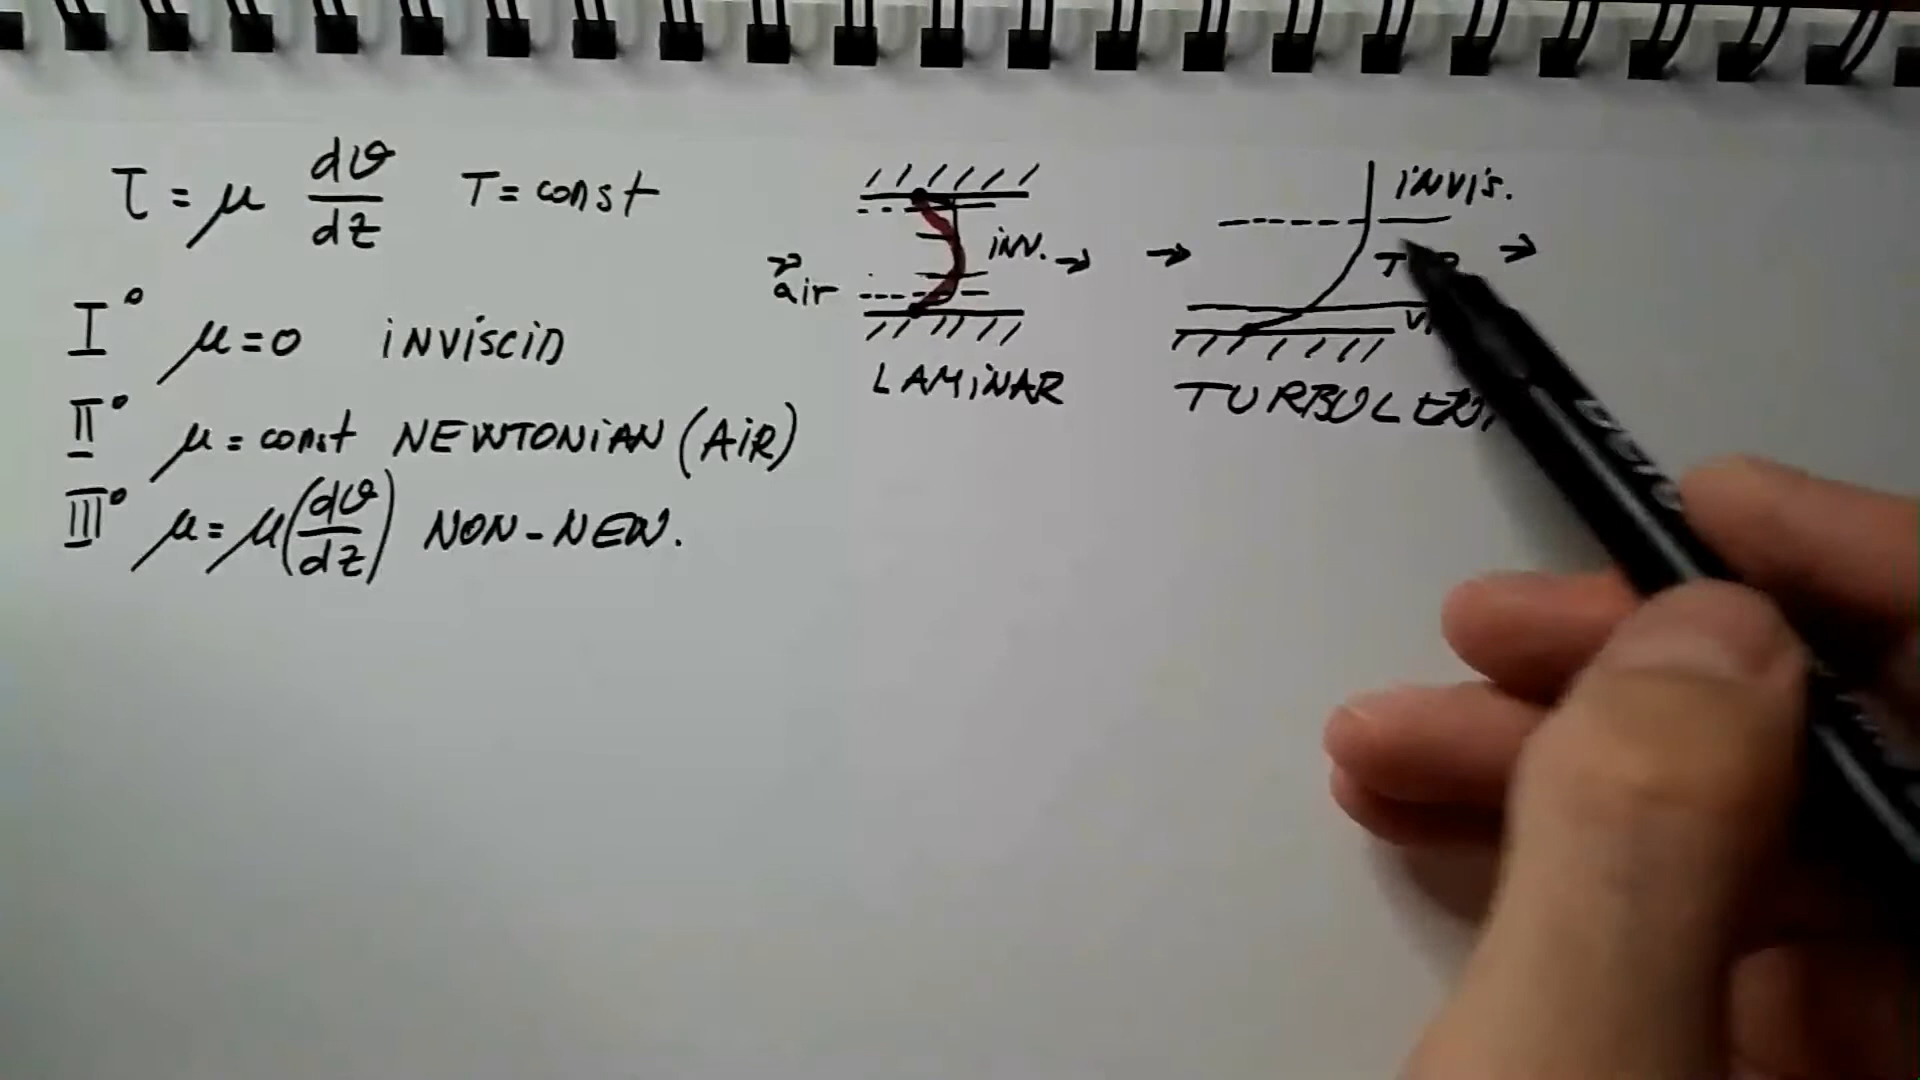 τ = μ dϑ/dz T = const
I° μ = 0 iNViSCiD
II° μ = const NEWTONiAN (AiR)
III° μ = μ(dϑ/dz) NON-NEW.
air
iNV.
LAMiNAR
iNViS.